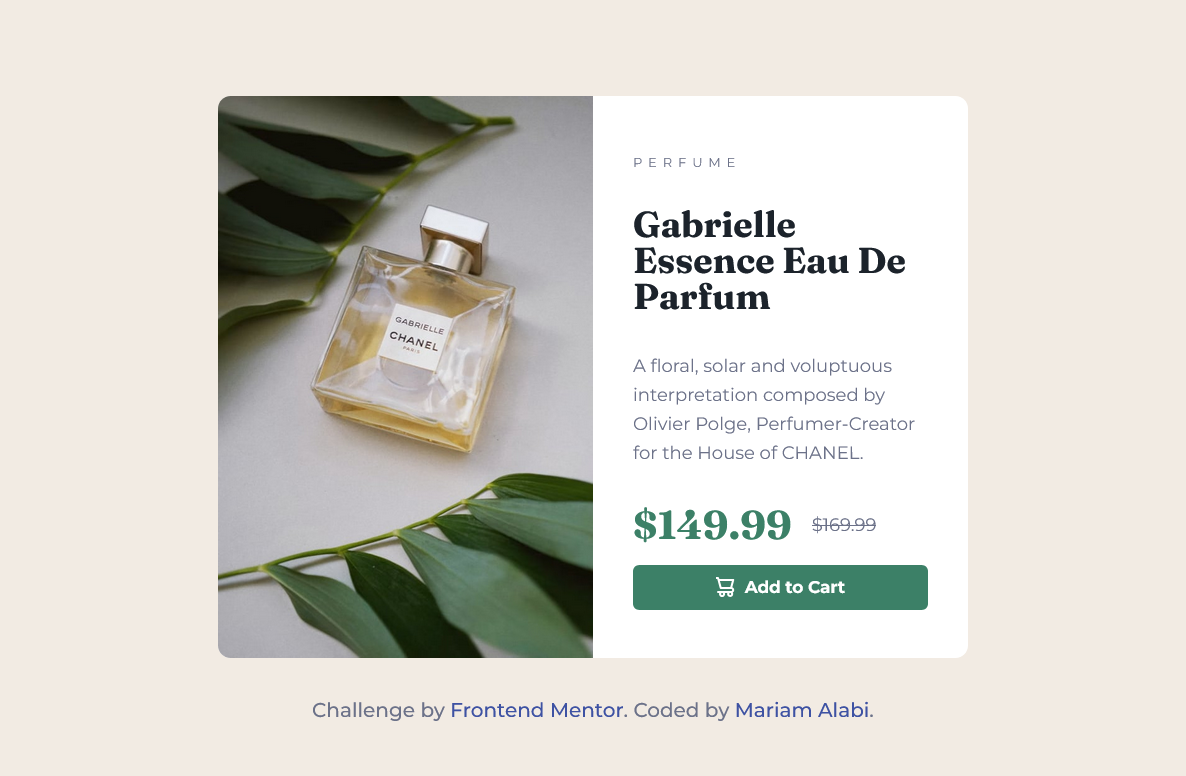 GABRIELLE
CHANEL
PARIS
PERFUME
Gabrielle
Essence Eau De
Parfum
A floral, solar and voluptuous
interpretation composed by
Olivier Polge, Perfumer-Creator
for the House of CHANEL.
$149.99 $169.99
Add to Cart
Challenge by Frontend Mentor. Coded by Mariam Alabi.